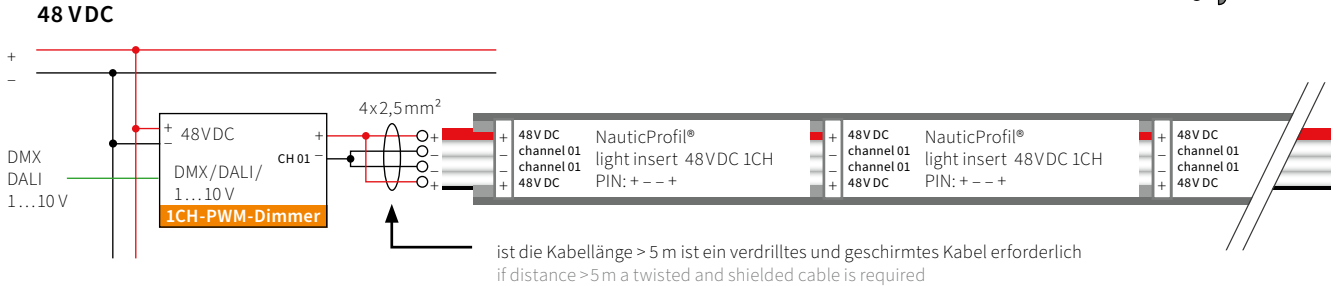 48 VDC
+
–
DMX
DALI
1…10 V
+ 48VDC
–
DMX/DALI/
1…10 V
+
CH 01 –
1CH-PWM-Dimmer
4x2,5mm²
+
–
–
+
+ 48V DC
– channel 01
– channel 01
+ 48V DC
NauticProfil®
light insert 48VDC 1CH
PIN: + – – +
+ 48V DC
– channel 01
– channel 01
+ 48V DC
NauticProfil®
light insert 48VDC 1CH
PIN: + – – +
+ 48V DC
– channel 01
– channel 01
+ 48V DC
ist die Kabellänge > 5 m ist ein verdrilltes und geschirmtes Kabel erforderlich
if distance >5m a twisted and shielded cable is required